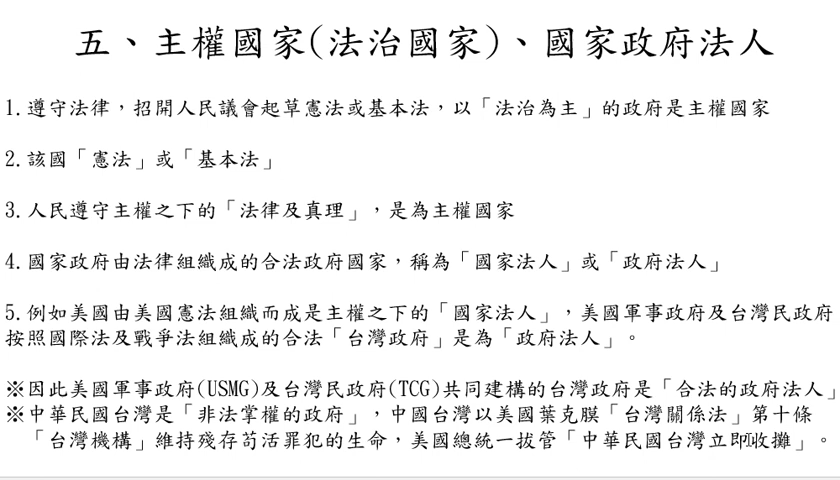 五、主權國家(法治國家)、國家政府法人
1.遵守法律，招開人民議會起草憲法或基本法，以「法治為主」的政府是主權國家
2.該國「憲法」或「基本法」
3.人民遵守主權之下的「法律及真理」，是為主權國家
4.國家政府由法律組織成的合法政府國家，稱為「國家法人」或「政府法人」
5.例如美國由美國憲法組織而成是主權之下的「國家法人」，美國軍事政府及台灣民政府
按照國際法及戰爭法組織成的合法「台灣政府」是為「政府法人」。
※因此美國軍事政府(USMG)及台灣民政府(TCG)共同建構的台灣政府是「合法的政府法人」
※中華民國台灣是「非法掌權的政府」，中國台灣以美國葉克膜「台灣關係法」第十條
「台灣機構」維持殘存苟活罪犯的生命，美國總統一拔管「中華民國台灣立即收攤」。